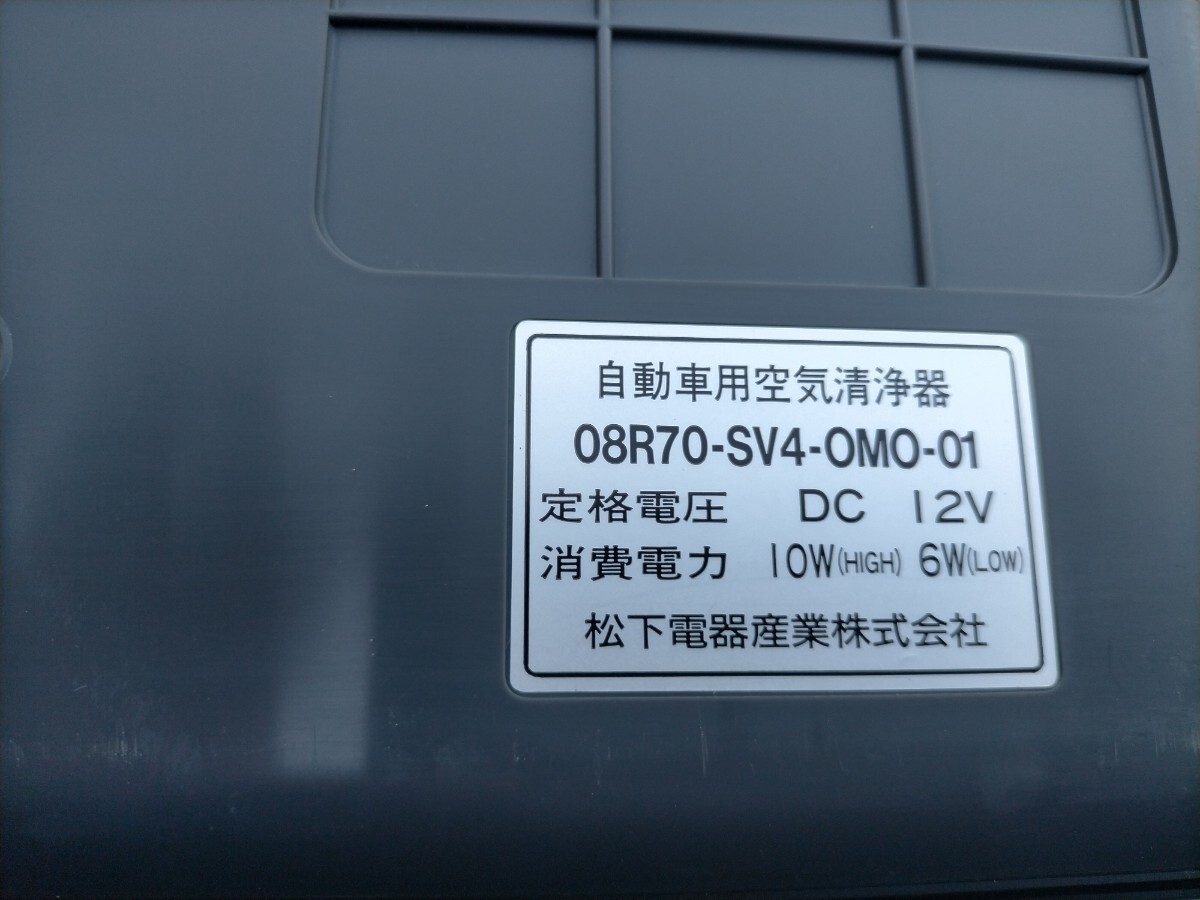 自動車用空気清浄器
08R70-SV4-OMO-01
定格電圧 DC 12V
消費電力 10W(HIGH) 6W(LOW)
松下電器産業株式会社